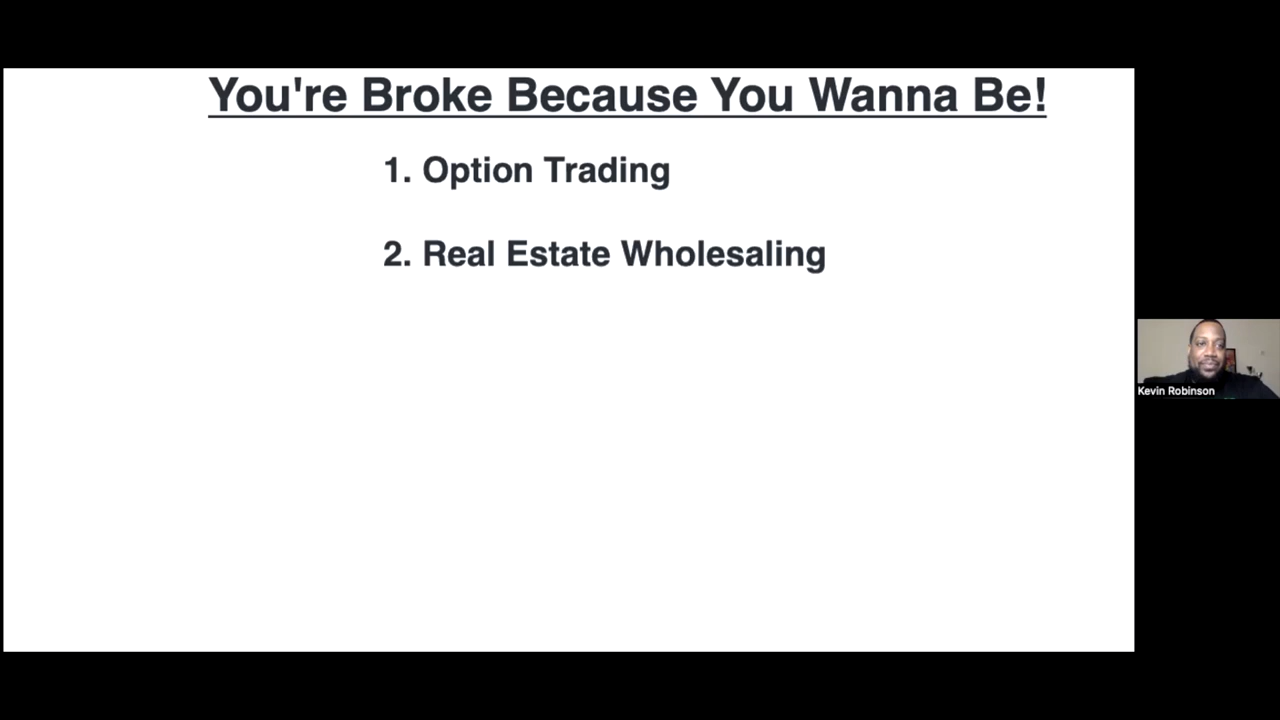 You're Broke Because You Wanna Be!
1. Option Trading
2. Real Estate Wholesaling
Kevin Robinson